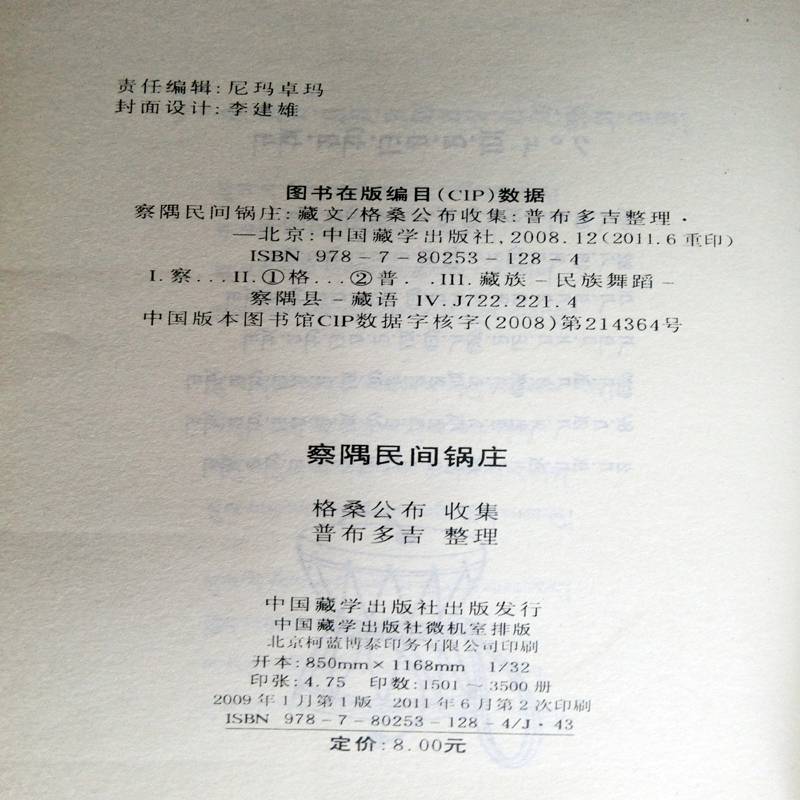 责任编辑:尼玛卓玛
封面设计:李建雄
图书在版编目(CIP)数据
察隅民间锅庄:藏文/格桑公布收集:普布多吉整理·
—北京:中国藏学出版社,2008.12(2011.6重印)
ISBN 978-7-80253-128-4
I.察...II.①格...②普...III.藏族-民族舞蹈-
察隅县-藏语 IV.J722.221.4
中国版本图书馆CIP数据字核字(2008)第214364号
察隅民间锅庄
格桑公布 收集
普布多吉 整理
中国藏学出版社出版发行
中国藏学出版社微机室排版
北京柯蓝博泰印务有限公司印刷
开本:850mm×1168mm 1/32
印张:4.75 印数:1501～3500册
2009年1月第1版 2011年6月第2次印刷
ISBN 978-7-80253-128-4/J·43
定价:8.00元